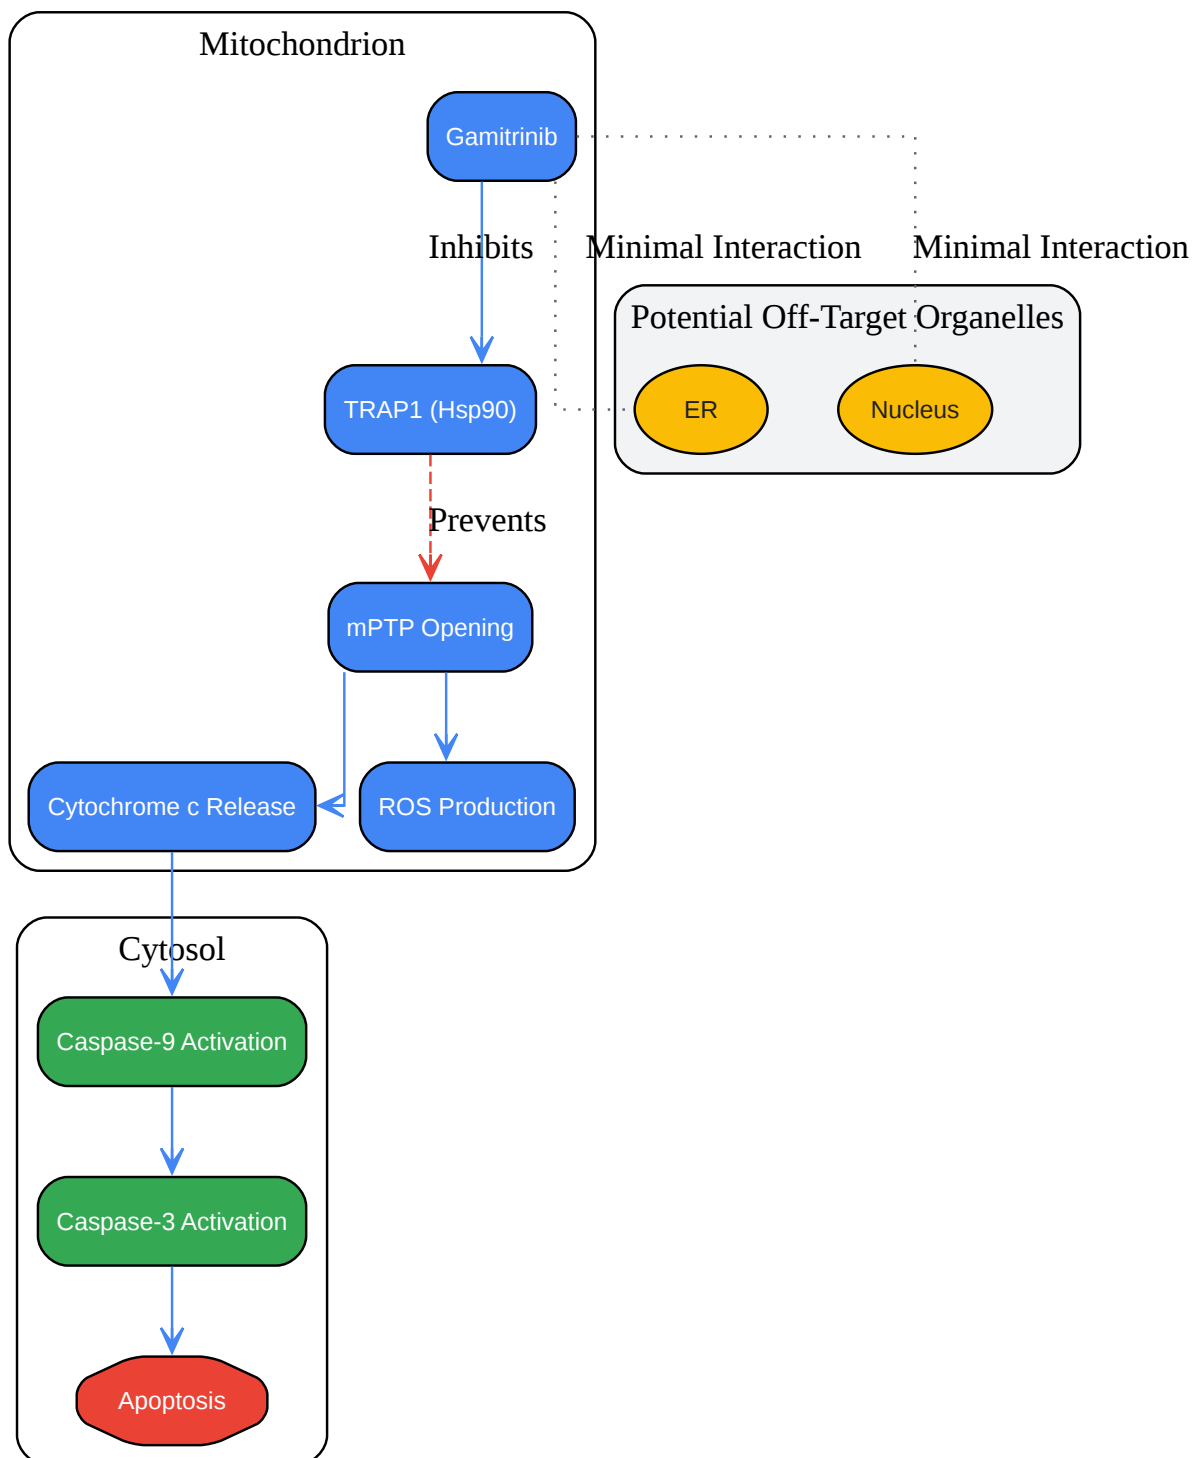 Mitochondrion
Gamitrinib
Inhibits
Minimal Interaction
Minimal Interaction
Potential Off-Target Organelles
TRAP1 (Hsp90)
ER
Nucleus
Prevents
mPTP Opening
Cytochrome c Release
ROS Production
Cytosol
Caspase-9 Activation
Caspase-3 Activation
Apoptosis